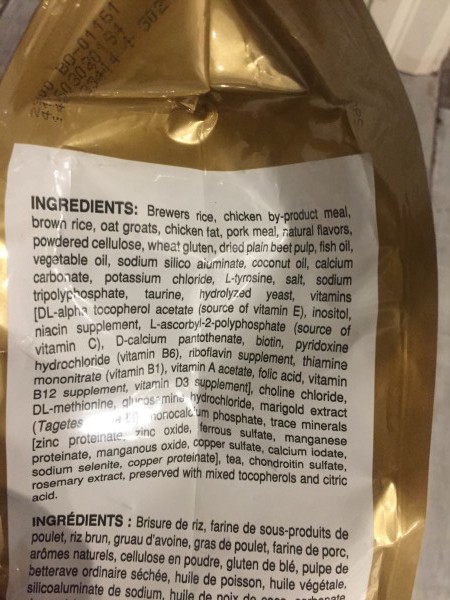 INGREDIENTS: Brewers rice, chicken by-product meal,
brown rice, oat groats, chicken fat, pork meal, natural flavors,
powdered cellulose, wheat gluten, dried plain beet pulp, fish oil,
vegetable oil, sodium silico aluminate, coconut oil, calcium
carbonate, potassium chloride, L-tyrosine, salt, sodium
tripolyphosphate, taurine, hydrolyzed yeast, vitamins
[DL-alpha tocopherol acetate (source of vitamin E), inositol,
niacin supplement, L-ascorbyl-2-polyphosphate (source of
vitamin C), D-calcium pantothenate, biotin, pyridoxine
hydrochloride (vitamin B6), riboflavin supplement, thiamine
mononitrate (vitamin B1), vitamin A acetate, folic acid, vitamin
B12 supplement, vitamin D3 supplement], choline chloride,
DL-methionine, glucosamine hydrochloride, marigold extract
(Tagetes monocalcium phosphate, trace minerals
[zinc proteinate, zinc oxide, ferrous sulfate, manganese
proteinate, manganous oxide, copper sulfate, calcium iodate,
sodium selenite, copper proteinate], tea, chondroitin sulfate,
rosemary extract, preserved with mixed tocopherols and citric
acid.
INGRÉDIENTS : Brisure de riz, farine de sous-produits de
poulet, riz brun, gruau d'avoine, gras de poulet, farine de porc,
arômes naturels, cellulose en poudre, gluten de blé, pulpe de
betterave ordinaire séchée, huile de poisson, huile végétale,
silicoaluminate de sodium, huile de noix de coco, carbonate